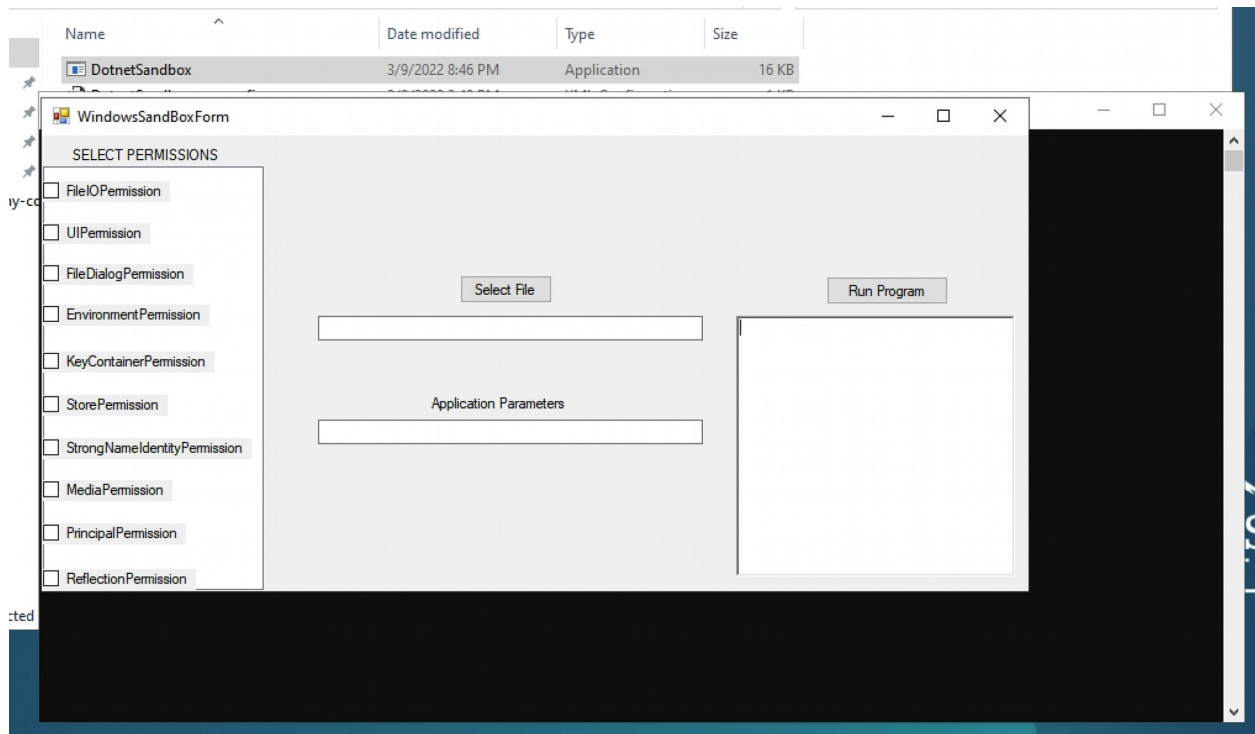 Name Date modified Type Size
DotnetSandbox 3/9/2022 8:46 PM Application 16 KB
WindowsSandBoxForm
SELECT PERMISSIONS
FileIOPermission
UIPermission
FileDialogPermission
Select File
Run Program
EnvironmentPermission
KeyContainerPermission
StorePermission
Application Parameters
StrongNameIdentityPermission
MediaPermission
PrincipalPermission
ReflectionPermission
cted